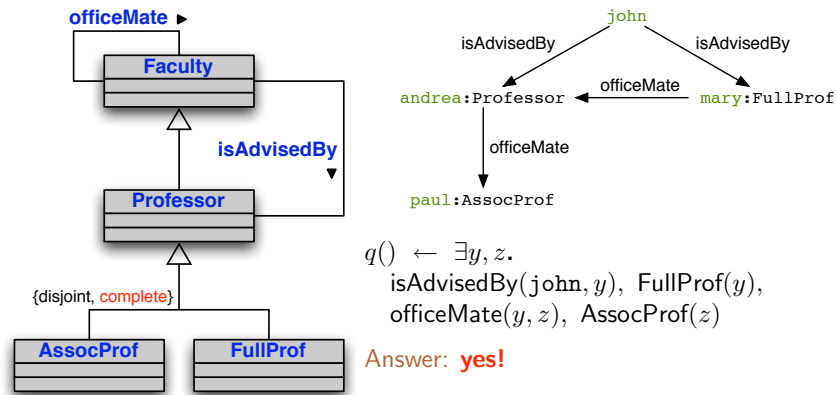 officeMate ►
Faculty
isAdvisedBy
▼
Professor
{disjoint, complete}
AssocProf
FullProf
john
isAdvisedBy
isAdvisedBy
andrea:Professor
officeMate
mary:FullProf
officeMate
paul:AssocProf
q() ← ∃y, z.
isAdvisedBy(john, y), FullProf(y),
officeMate(y, z), AssocProf(z)
Answer: yes!